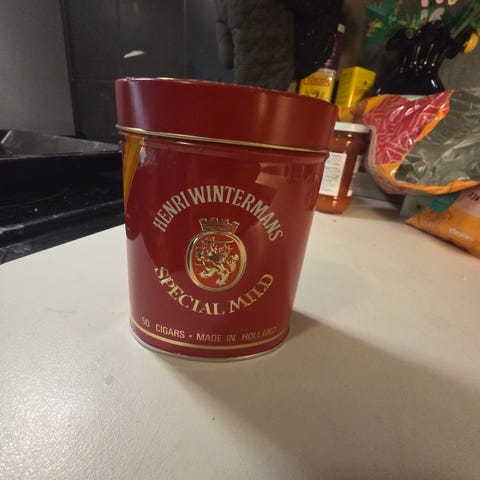 HENRI WINTERMANS
SPECIAL MILD
50 CIGARS • MADE IN HOLLAND